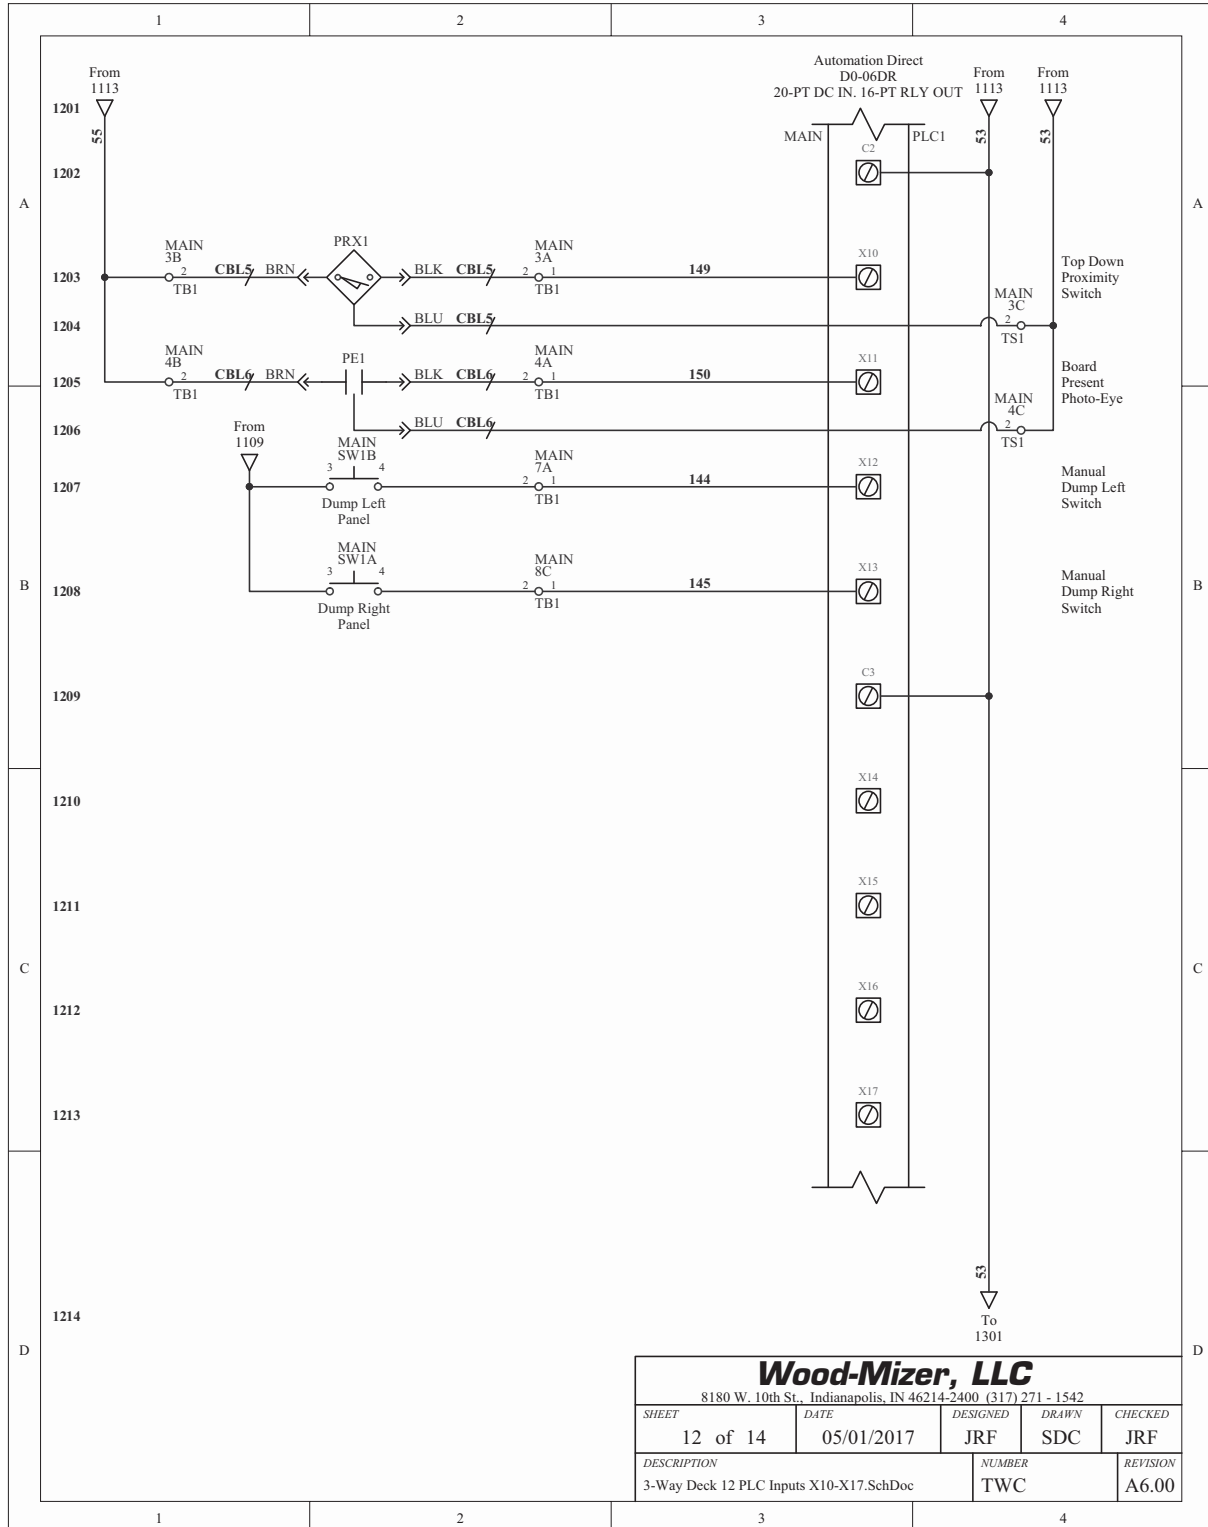 1 2 3 4
Automation Direct
D0-06DR
20-PT DC IN. 16-PT RLY OUT
From
1113
From
1113
From
1113
1201
55
MAIN
PLC1
53
53
C2
1202
A
A
MAIN
3B
2
TB1
CBL5
BRN
PRX1
BLK
CBL5
MAIN
3A
2 1
TB1
149
X10
1203
Top Down
Proximity
Switch
1204
BLU
CBL5
MAIN
3C
2
TS1
1205
MAIN
4B
2
TB1
CBL6
BRN
PE1
BLK
CBL6
MAIN
4A
2 1
TB1
150
X11
Board
Present
Photo-Eye
1206
BLU
CBL6
MAIN
4C
2
TS1
From
1109
1207
MAIN
SW1B
3 4
Dump Left
Panel
MAIN
7A
2 1
TB1
144
X12
Manual
Dump Left
Switch
B
B
1208
MAIN
SW1A
3 4
Dump Right
Panel
MAIN
8C
2 1
TB1
145
X13
Manual
Dump Right
Switch
1209
C3
1210
X14
1211
X15
C
C
1212
X16
1213
X17
53
1214
To
1301
D
D
Wood-Mizer, LLC
8180 W. 10th St., Indianapolis, IN 46214-2400 (317) 271 - 1542
SHEET DATE DESIGNED DRAWN CHECKED
12 of 14 05/01/2017 JRF SDC JRF
DESCRIPTION NUMBER REVISION
3-Way Deck 12 PLC Inputs X10-X17.SchDoc TWC A6.00
1 2 3 4